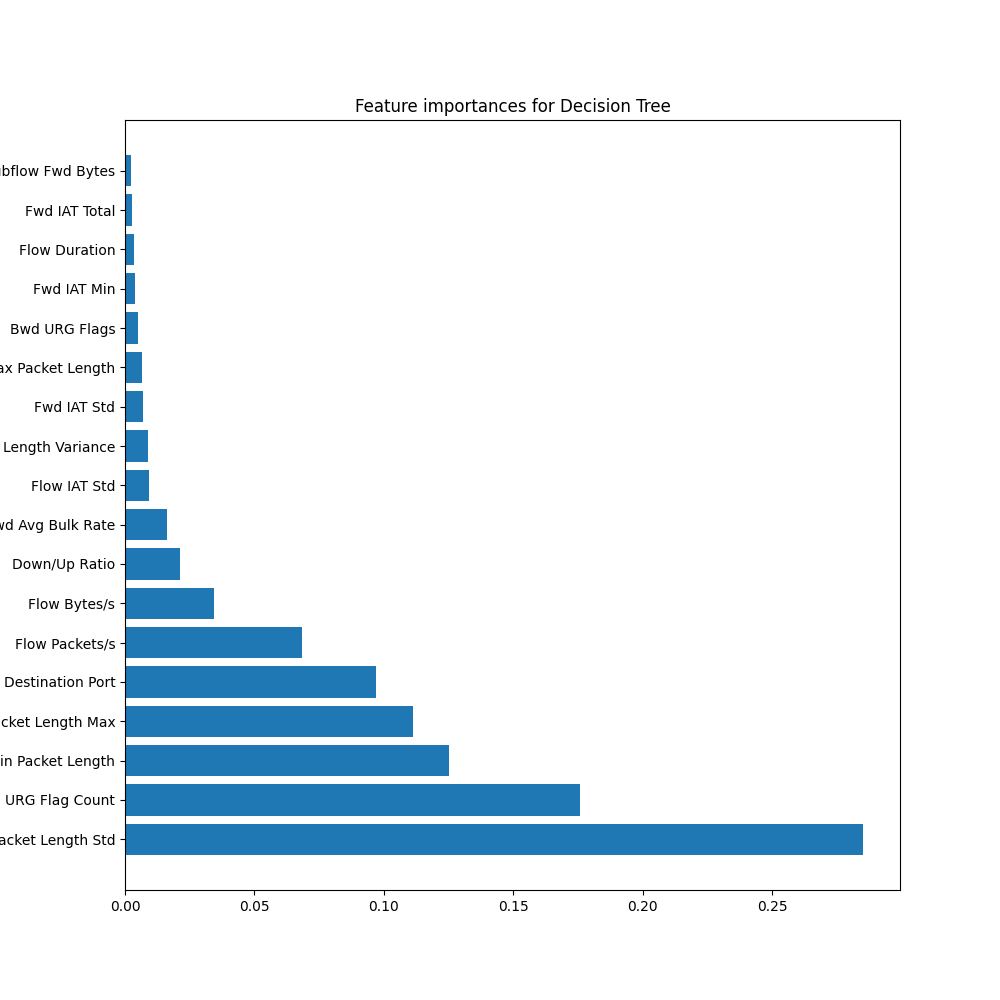 Feature importances for Decision Tree
bflow Fwd Bytes
Fwd IAT Total
Flow Duration
Fwd IAT Min
Bwd URG Flags
ax Packet Length
Fwd IAT Std
Length Variance
Flow IAT Std
wd Avg Bulk Rate
Down/Up Ratio
Flow Bytes/s
Flow Packets/s
Destination Port
cket Length Max
in Packet Length
URG Flag Count
acket Length Std
0.00 0.05 0.10 0.15 0.20 0.25